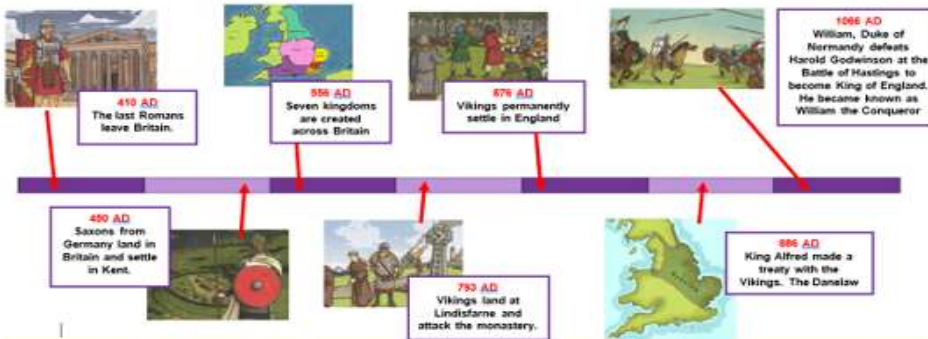 410 AD
The last Romans
leave Britain.
450 AD
Saxons from
Germany land in
Britain and settle
in Kent.
556 AD
Seven kingdoms
are created
across Britain
793 AD
Vikings land at
Lindisfarne and
attack the monastery.
876 AD
Vikings permanently
settle in England
886 AD
King Alfred made a
treaty with the
Vikings. The Danelaw
1066 AD
William, Duke of
Normandy defeats
Harold Godwinson at the
Battle of Hastings to
become King of England.
He became known as
William the Conqueror